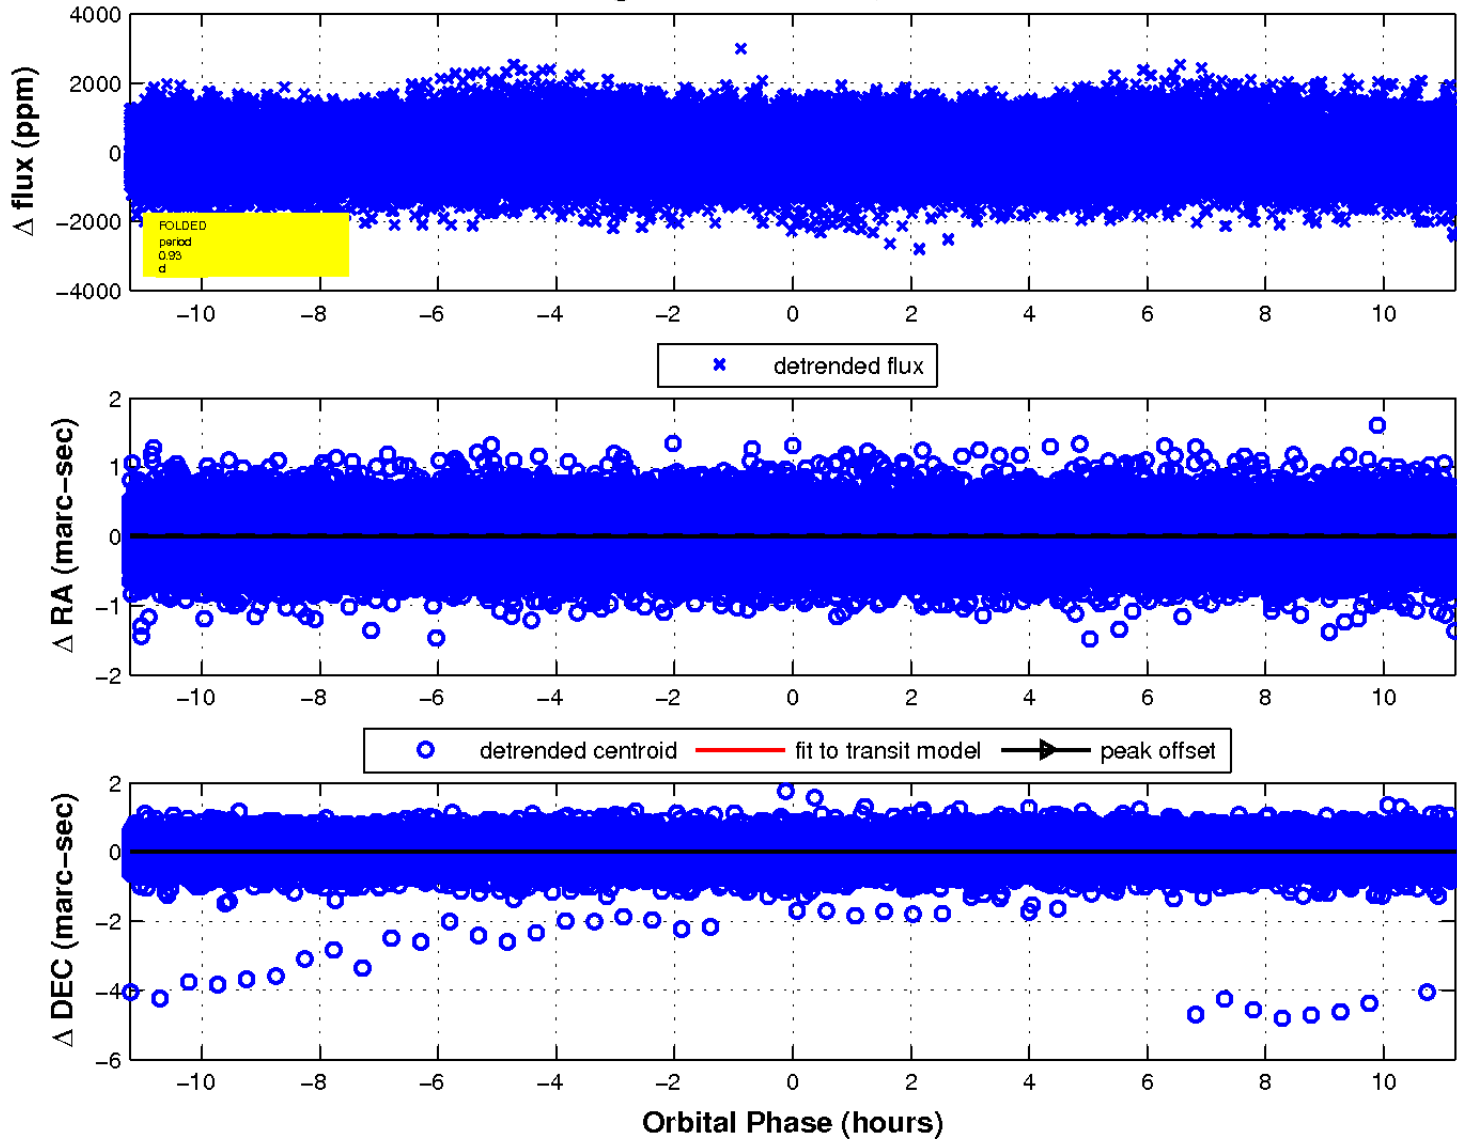 4000
2000
0
−2000
−4000
Δ flux (ppm)
FOLDED
period
0.93
d
−10 −8 −6 −4 −2 0 2 4 6 8 10
detrended flux
2
1
0
−1
−2
Δ RA (marc−sec)
−10 −8 −6 −4 −2 0 2 4 6 8 10
detrended centroid fit to transit model peak offset
2
0
−2
−4
−6
Δ DEC (marc−sec)
−10 −8 −6 −4 −2 0 2 4 6 8 10
Orbital Phase (hours)